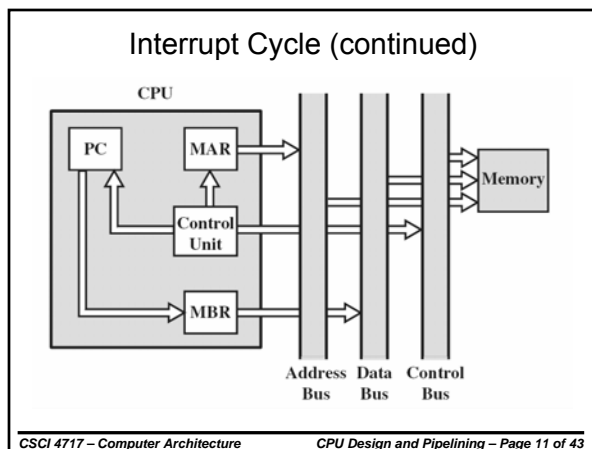 Interrupt Cycle (continued)
CPU
PC
MAR
Control
Unit
MBR
Memory
Address
Bus
Data
Bus
Control
Bus
CSCI 4717 – Computer Architecture
CPU Design and Pipelining – Page 11 of 43